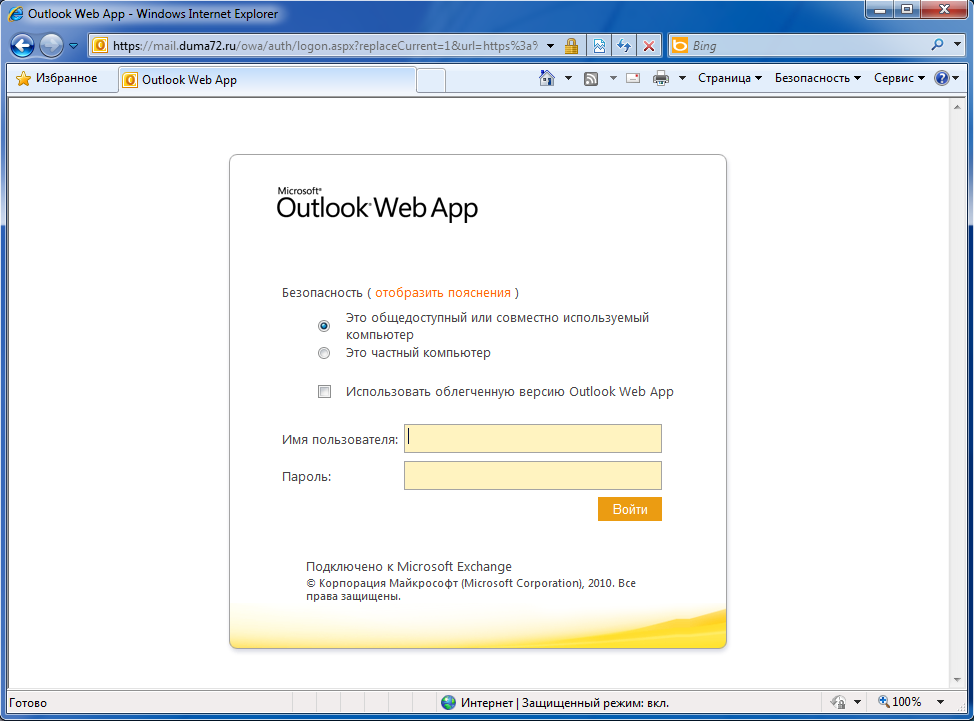 Outlook Web App - Windows Internet Explorer
https://mail.duma72.ru/owa/auth/logon.aspx?replaceCurrent=1&url=https%3a%
Bing
Избранное
Outlook Web App
Страница
Безопасность
Сервис
Microsoft®
Outlook Web App
Безопасность ( отобразить пояснения )
Это общедоступный или совместно используемый
компьютер
Это частный компьютер
Использовать облегченную версию Outlook Web App
Имя пользователя:
Пароль:
Войти
Подключено к Microsoft Exchange
© Корпорация Майкрософт (Microsoft Corporation), 2010. Все
права защищены.
Готово
Интернет | Защищенный режим: вкл.
100%